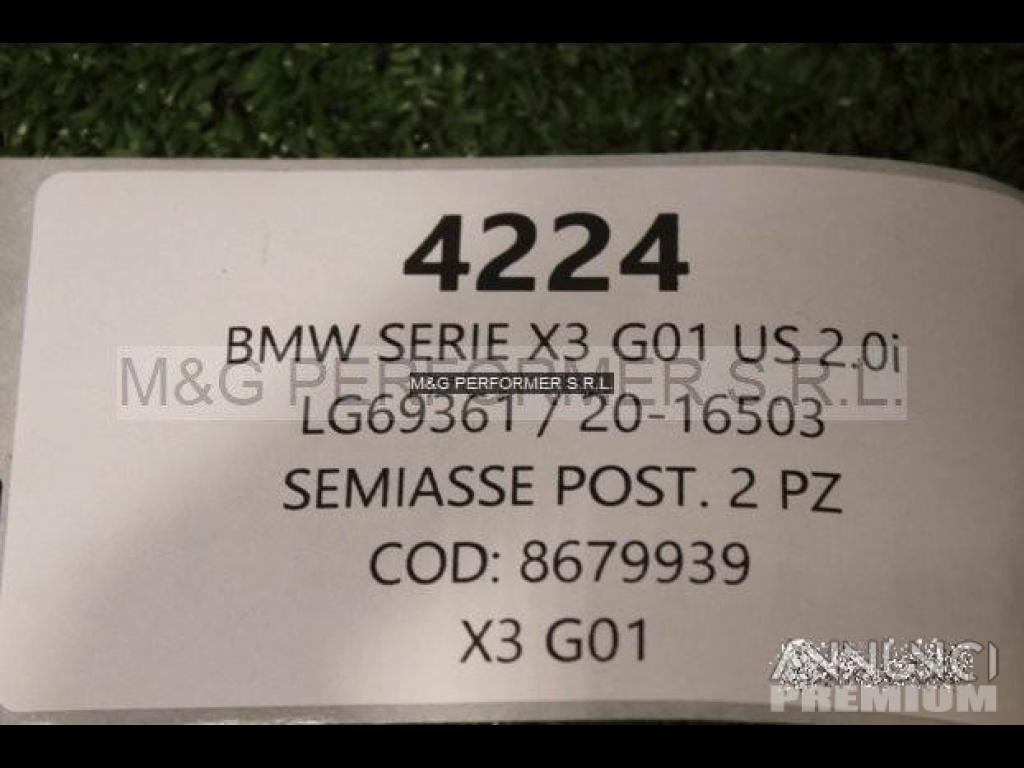 4224
BMW SERIE X3 G01 US 2.0i
M&G PERFORMER S.R.L.
M&G PERFORMER S.R.L.
LG69361 / 20-16503
SEMIASSE POST. 2 PZ
COD: 8679939
X3 G01
ANNUNCI
PREMIUM